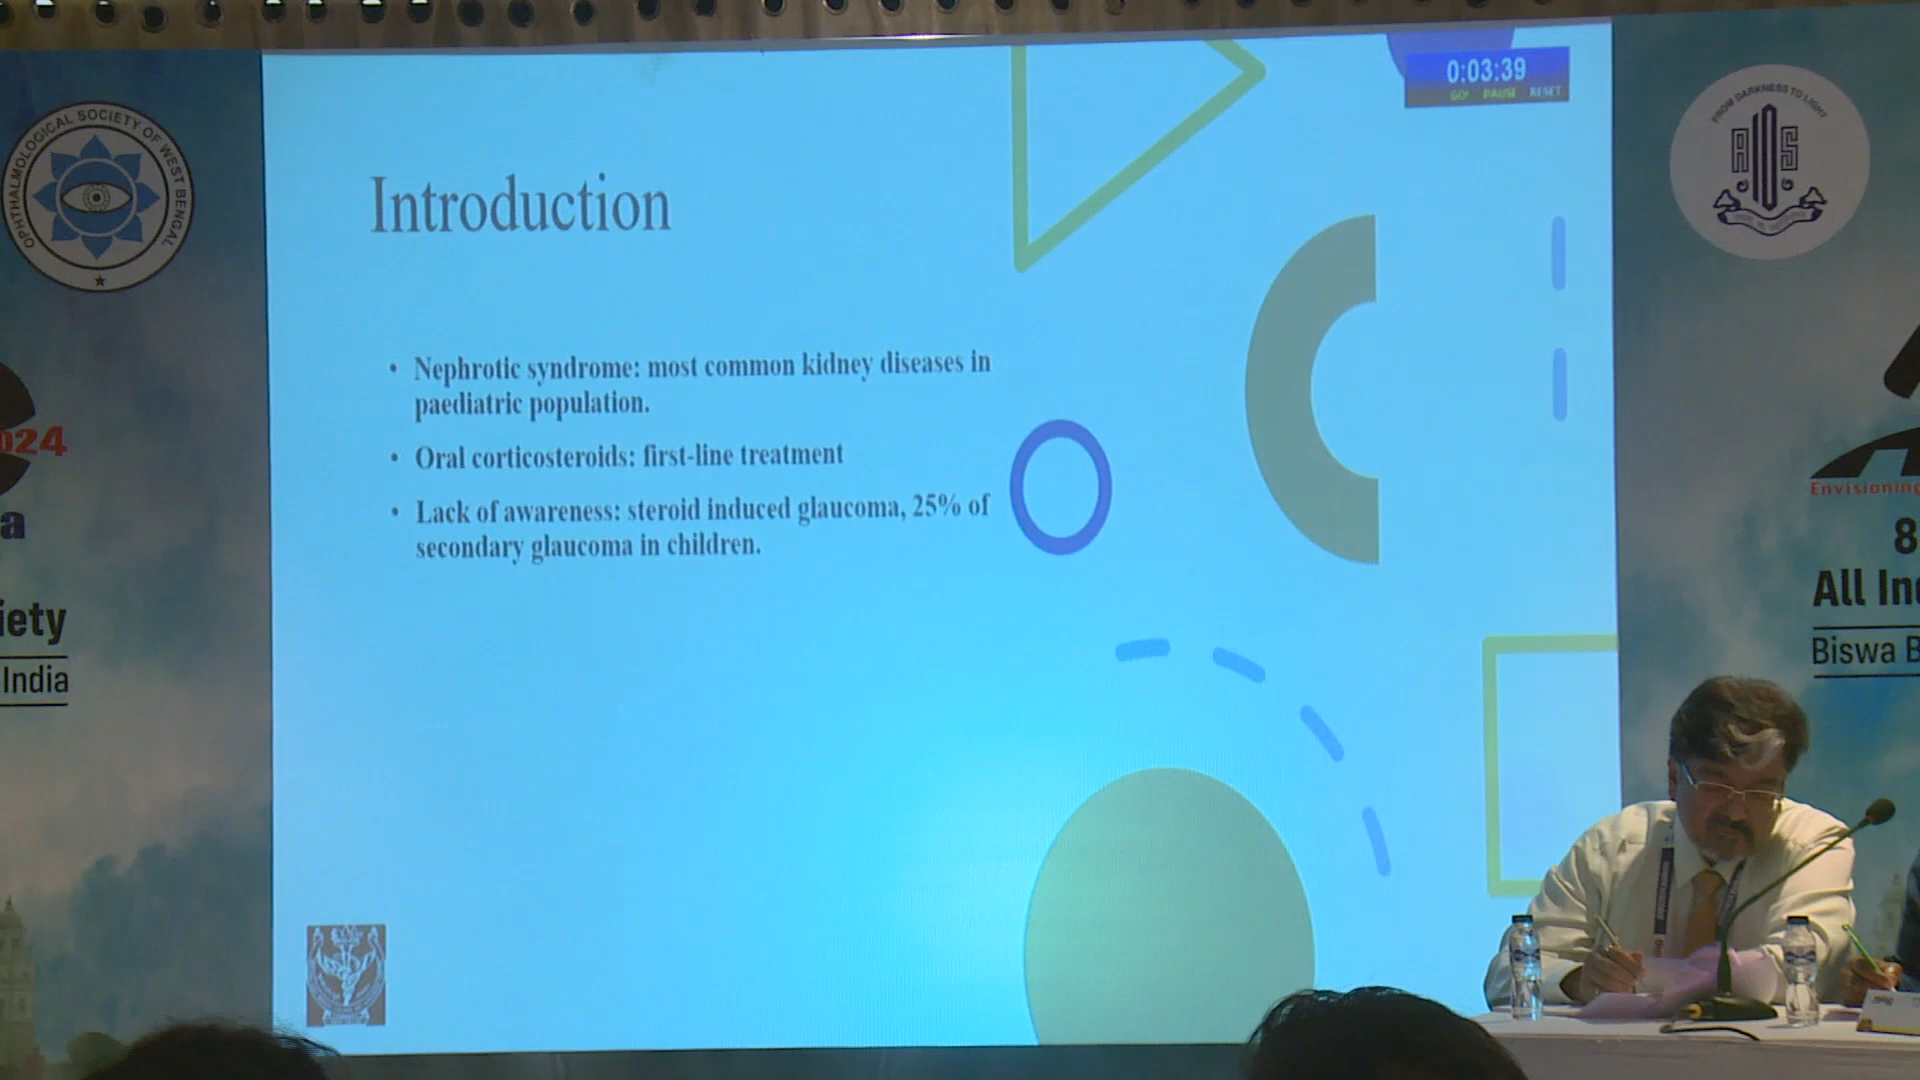 OPHTHALMOLOGICAL SOCIETY OF WEST BENGAL
024
a
iety
India
0:03:39
GO! PAUSE RESET
Introduction
• Nephrotic syndrome: most common kidney diseases in
paediatric population.
• Oral corticosteroids: first-line treatment
• Lack of awareness: steroid induced glaucoma, 25% of
secondary glaucoma in children.
FROM DARKNESS TO LIGHT
AIOS
A
Envisioning
8
All In
Biswa B